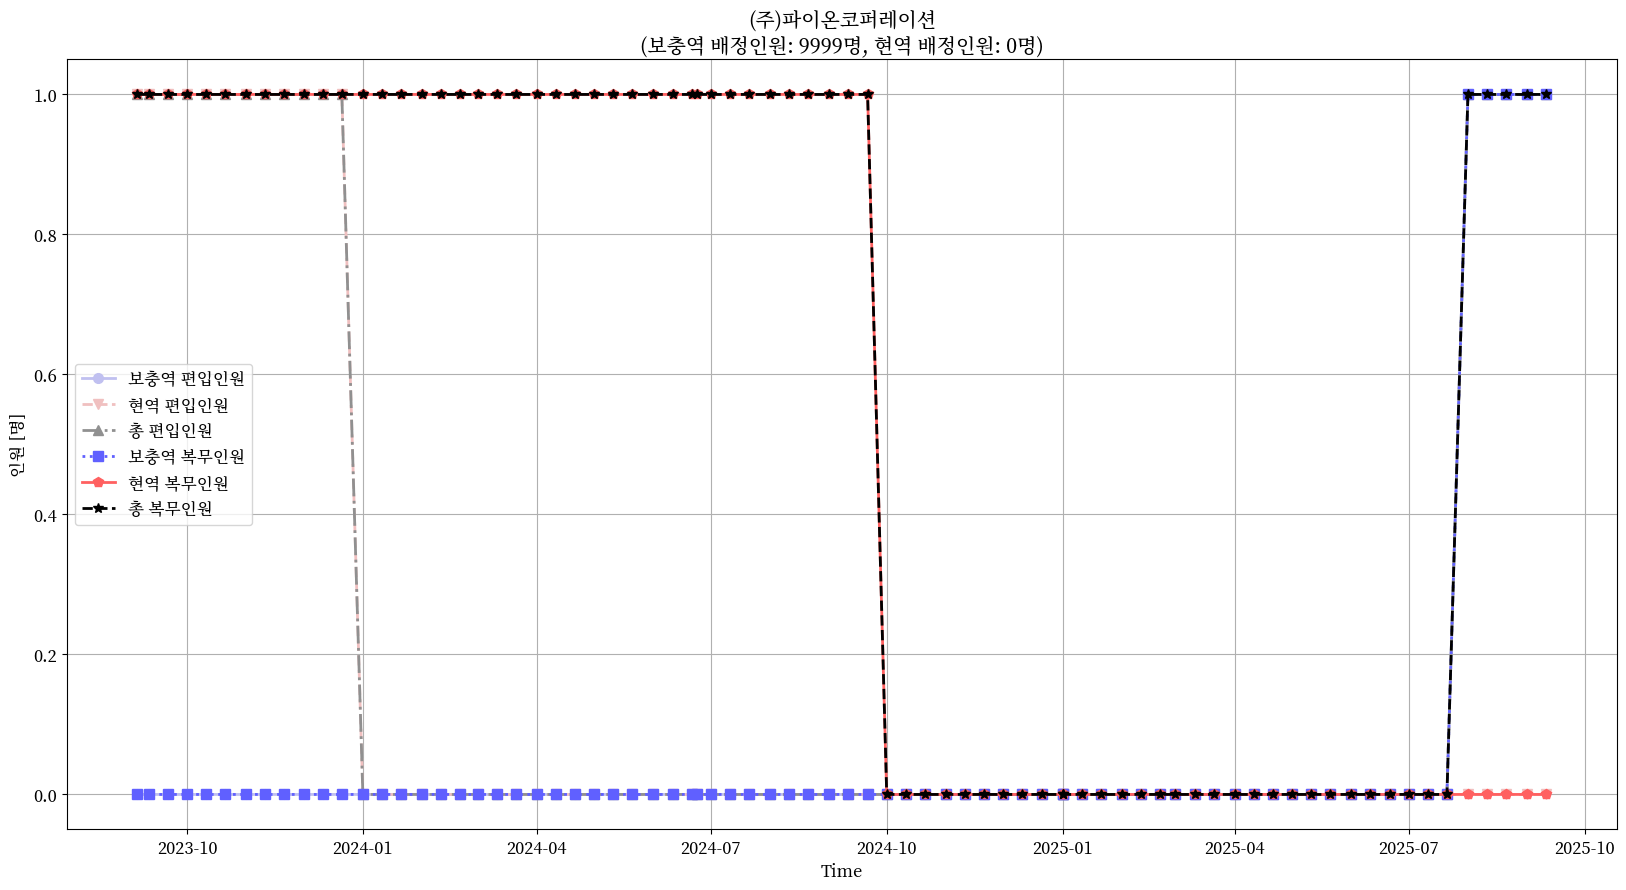 (주)파이온코퍼레이션
(보충역 배정인원: 9999명, 현역 배정인원: 0명)
인원 [명]
1.0
0.8
0.6
0.4
0.2
0.0
보충역 편입인원
현역 편입인원
총 편입인원
보충역 복무인원
현역 복무인원
총 복무인원
2023-10
2024-01
2024-04
2024-07
2024-10
2025-01
2025-04
2025-07
2025-10
Time